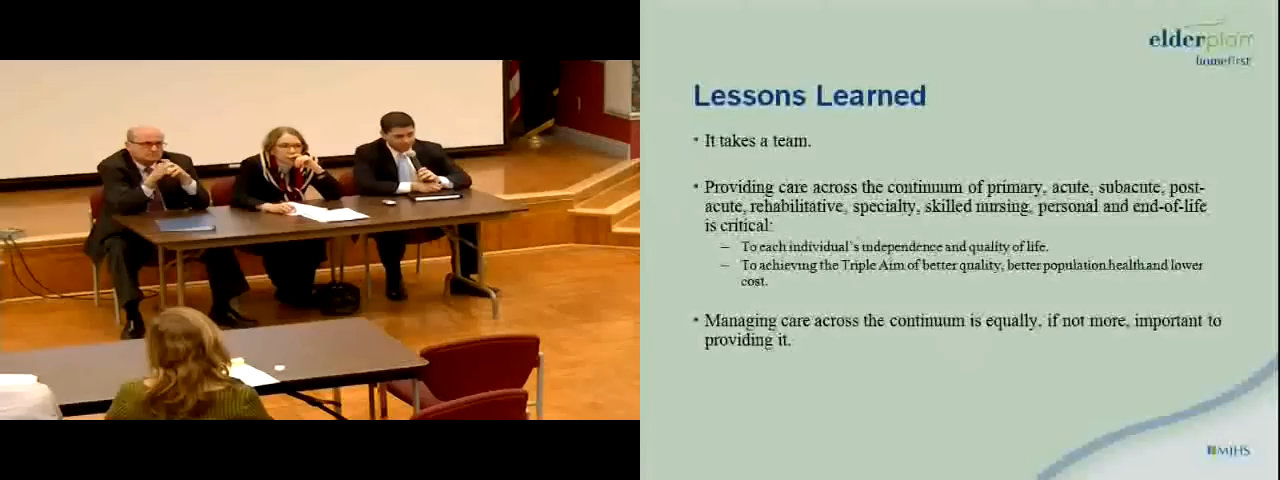 elderplan
homefirst
Lessons Learned
• It takes a team.
• Providing care across the continuum of primary, acute, subacute, post-
acute, rehabilitative, specialty, skilled nursing, personal and end-of-life
is critical:
– To each individual's independence and quality of life.
– To achieving the Triple Aim of better quality, better population health and lower
cost.
• Managing care across the continuum is equally, if not more, important to
providing it.
MJHS